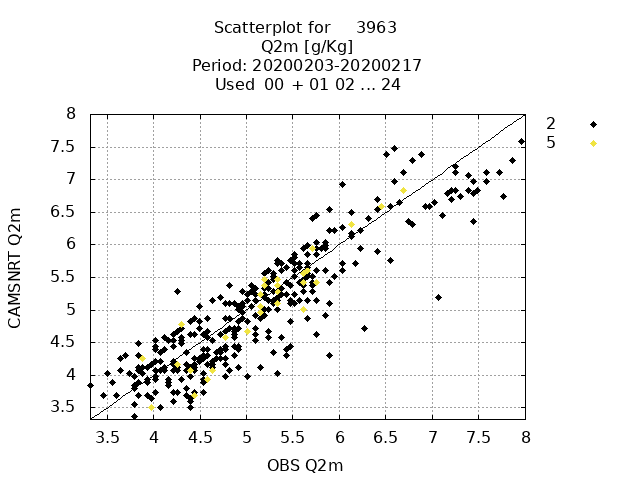 Scatterplot for 3963
Q2m [g/Kg]
Period: 20200203-20200217
Used 00 + 01 02 ... 24
2
5
CAMSNRT Q2m
8
7.5
7
6.5
6
5.5
5
4.5
4
3.5
3.5 4 4.5 5 5.5 6 6.5 7 7.5 8
OBS Q2m